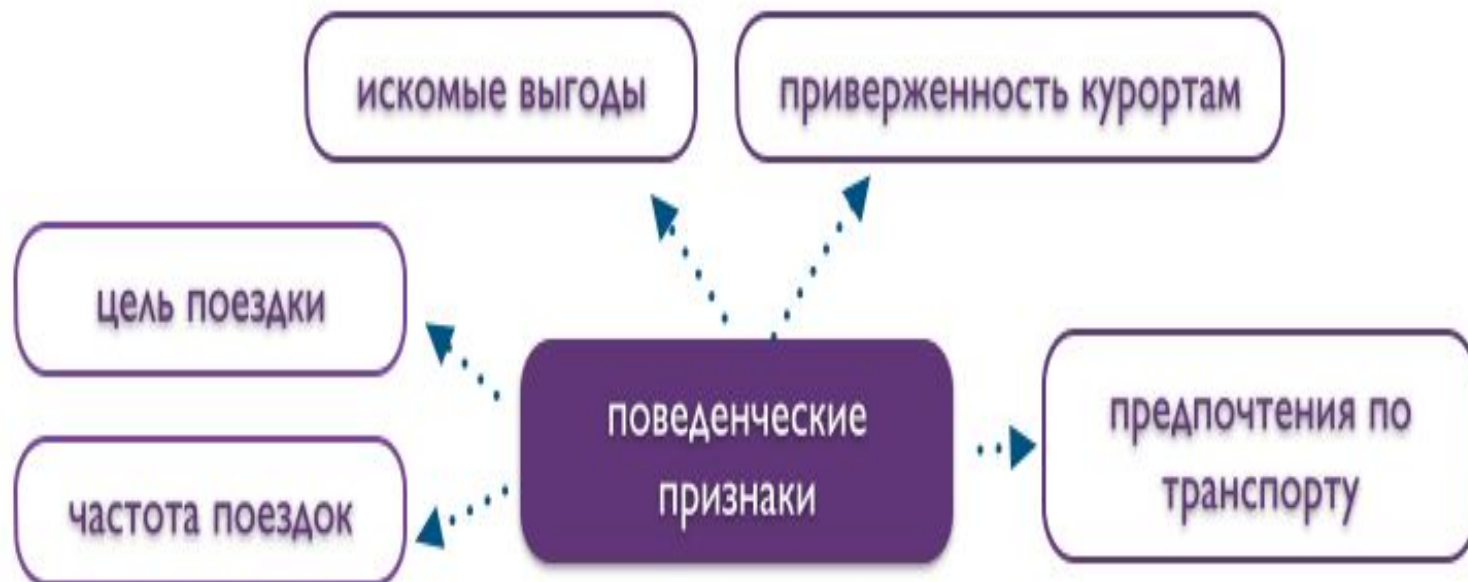 искомые выгоды
приверженность курортам
цель поездки
частота поездок
поведенческие
признаки
предпочтения по
транспорту